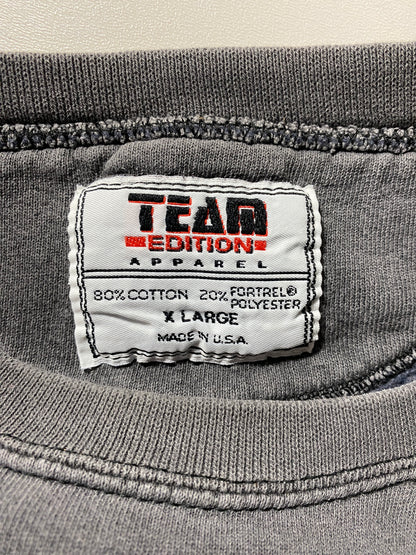 TEAM
EDITION
APPAREL
80% COTTON 20% FORTREL® POLYESTER
X LARGE
MADE IN U.S.A.